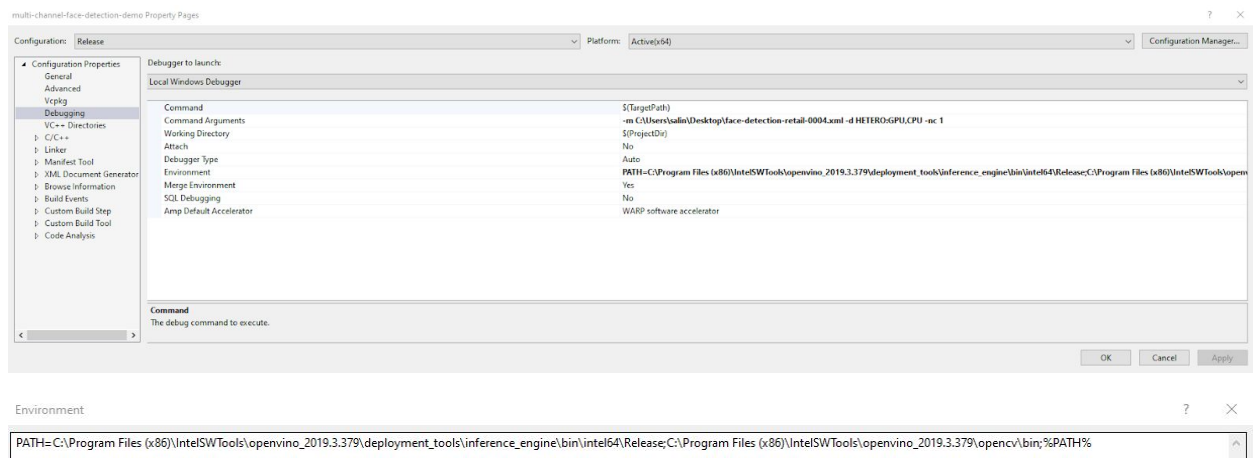 multi-channel-face-detection-demo Property Pages ? ×
Configuration: Release Platform: Active(x64) Configuration Manager...
Configuration Properties
General
Advanced
Vcpkg
Debugging
VC++ Directories
C/C++
Linker
Manifest Tool
XML Document Generator
Browse Information
Build Events
Custom Build Step
Custom Build Tool
Code Analysis
Debugger to launch:
Local Windows Debugger
Command $(TargetPath)
Command Arguments -m C:\Users\salin\Desktop\face-detection-retail-0004.xml -d HETERO:GPU,CPU -nc 1
Working Directory $(ProjectDir)
Attach No
Debugger Type Auto
Environment PATH=C:\Program Files (x86)\IntelSWTools\openvino_2019.3.379\deployment_tools\inference_engine\bin\intel64\Release;C:\Program Files (x86)\IntelSWTools\openv
Merge Environment Yes
SQL Debugging No
Amp Default Accelerator WARP software accelerator
Command
The debug command to execute.
OK Cancel Apply
Environment ? ×
PATH=C:\Program Files (x86)\IntelSWTools\openvino_2019.3.379\deployment_tools\inference_engine\bin\intel64\Release;C:\Program Files (x86)\IntelSWTools\openvino_2019.3.379\opencv\bin;%PATH%